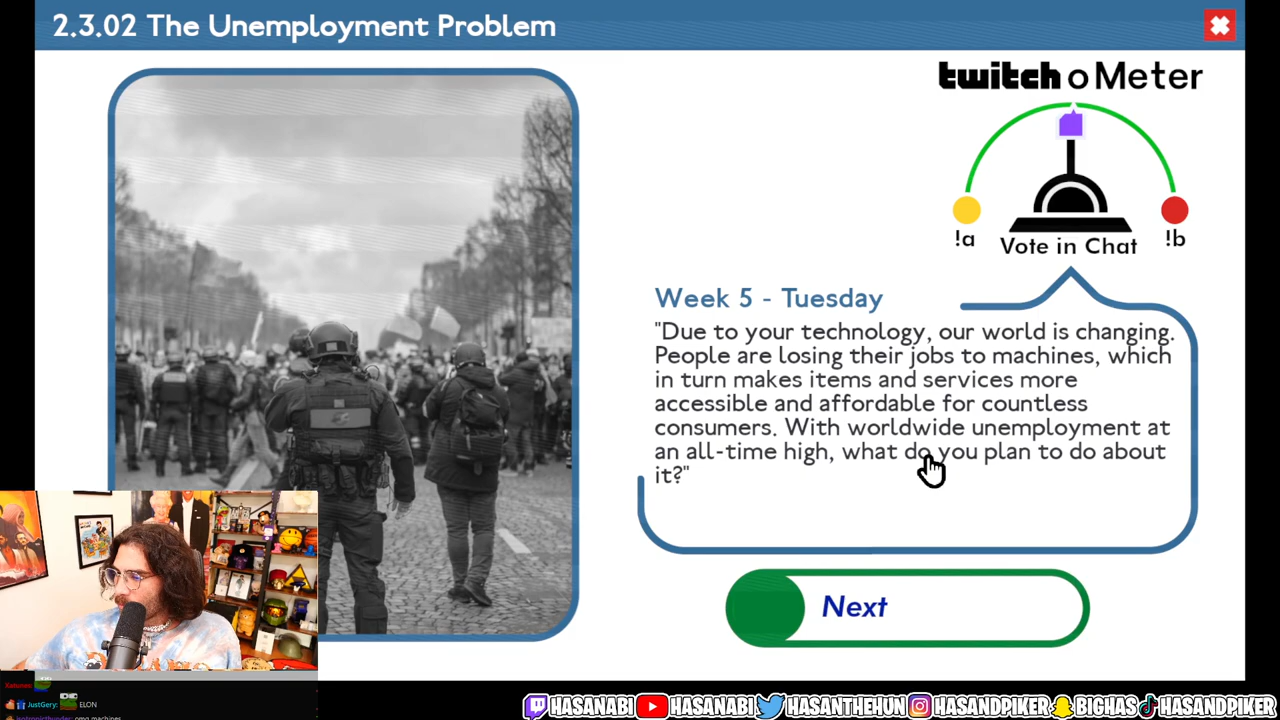 2.3.02 The Unemployment Problem
twitch o Meter
!a
Vote in Chat
!b
Week 5 - Tuesday
"Due to your technology, our world is changing.
People are losing their jobs to machines, which
in turn makes items and services more
accessible and affordable for countless
consumers. With worldwide unemployment at
an all-time high, what do you plan to do about
it?"
Next
JustGery: ELON
omg machines
HASANABI HASANABI HASANTHEHUN HASANDPIKER BIGHAS HASANDPIKER